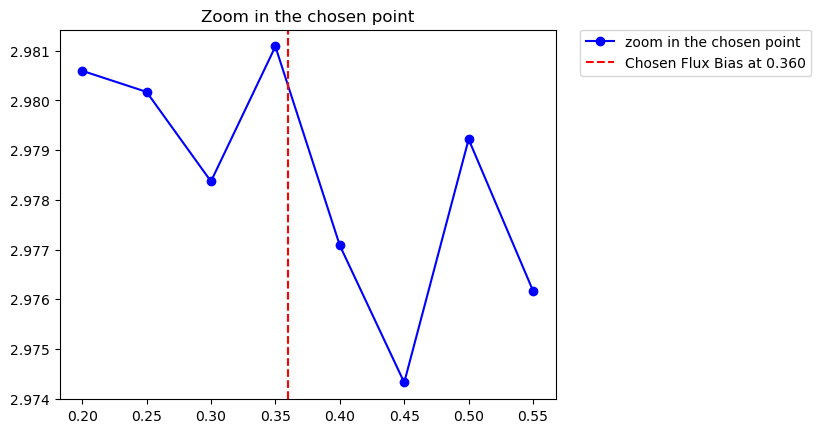 Zoom in the chosen point
zoom in the chosen point
Chosen Flux Bias at 0.360
2.981
2.980
2.979
2.978
2.977
2.976
2.975
2.974
0.20 0.25 0.30 0.35 0.40 0.45 0.50 0.55